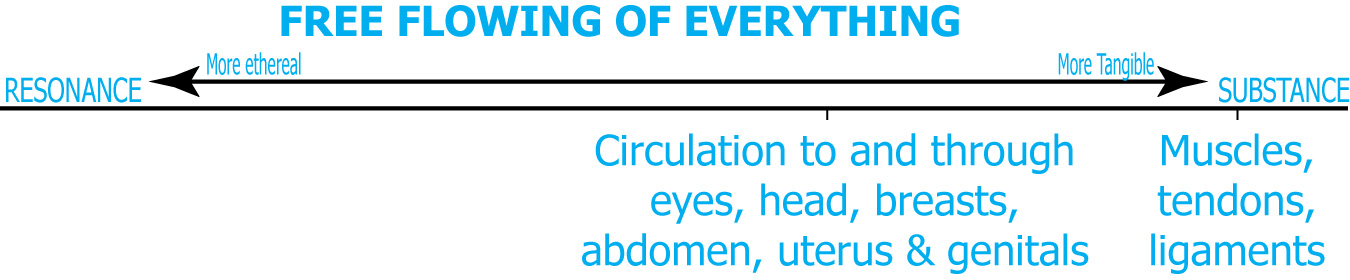 FREE FLOWING OF EVERYTHING
More ethereal
More Tangible
RESONANCE
SUBSTANCE
Circulation to and through
eyes, head, breasts,
abdomen, uterus & genitals
Muscles,
tendons,
ligaments